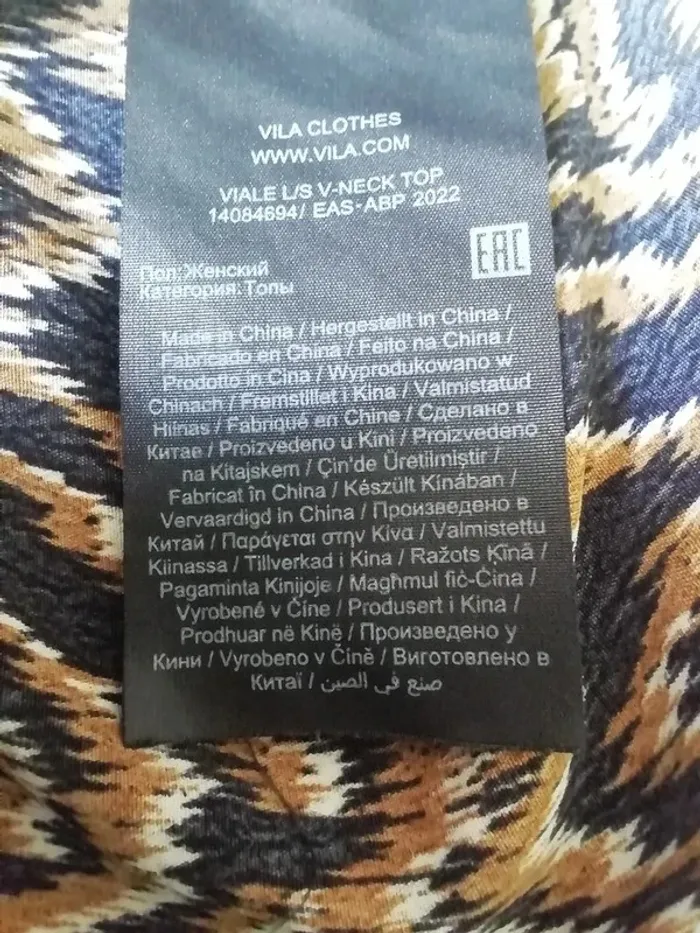 VILA CLOTHES
WWW.VILA.COM
VIALE L/S V-NECK TOP
14084694/ EAS-ABP 2022
EAC
Пол:Женский
Категория:Топы
Made in China / Hergestellt in China /
Fabricado en China / Feito na China /
Prodotto in Cina / Wyprodukowano w
Chinach / Fremstillet i Kina / Valmistatud
Hiinas / Fabriqué en Chine / Сделано в
Китае / Proizvedeno u Kini / Proizvedeno
na Kitajskem / Çin'de Üretilmiştir /
Fabricat în China / Készült Kínában /
Vervaardigd in China / Произведено в
Китай / Παράγεται στην Κίνα / Valmistettu
Kiinassa / Tillverkad i Kina / Ražots Ķīnā /
Pagaminta Kinijoje / Magħmul fiċ-Ċina /
Vyrobené v Číne / Produsert i Kina /
Prodhuar në Kinë / Произведено у
Кини / Vyrobeno v Číně / Виготовлено в
Китаї / صنع في الصين